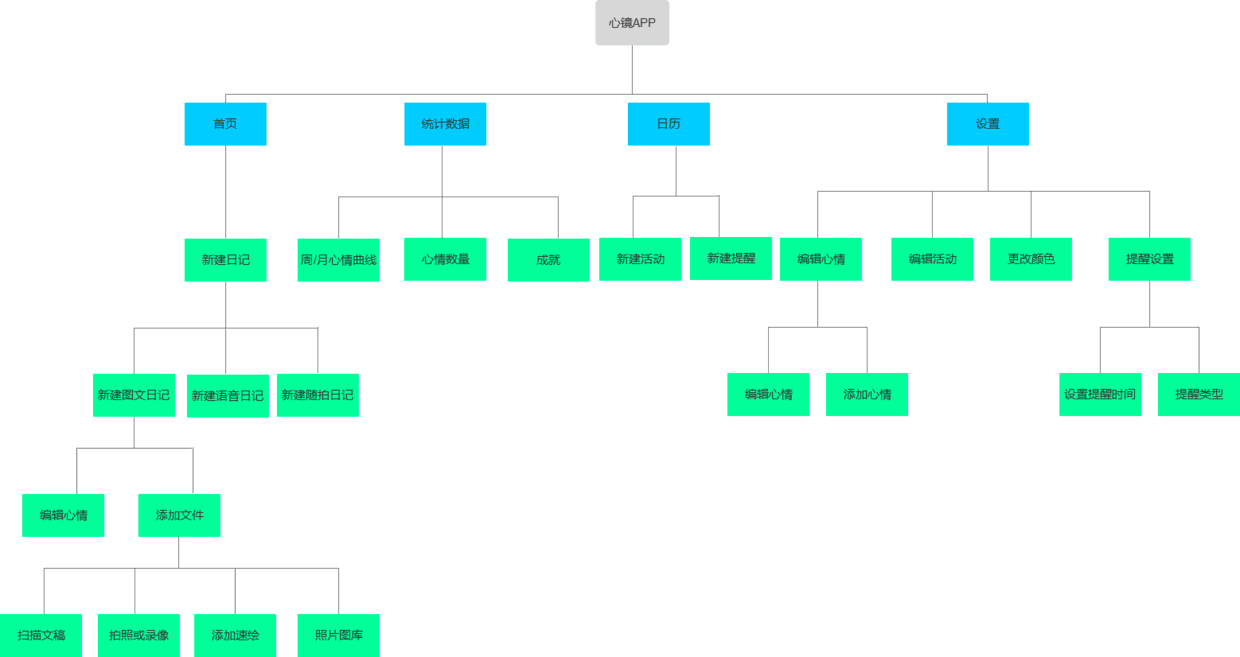 心镜APP
首页
统计数据
日历
设置
新建日记
周/月心情曲线
心情数量
成就
新建活动
新建提醒
编辑心情
编辑活动
更改颜色
提醒设置
新建图文日记
新建语音日记
新建随拍日记
编辑心情
添加心情
设置提醒时间
提醒类型
编辑心情
添加文件
扫描文稿
拍照或录像
添加速绘
照片图库